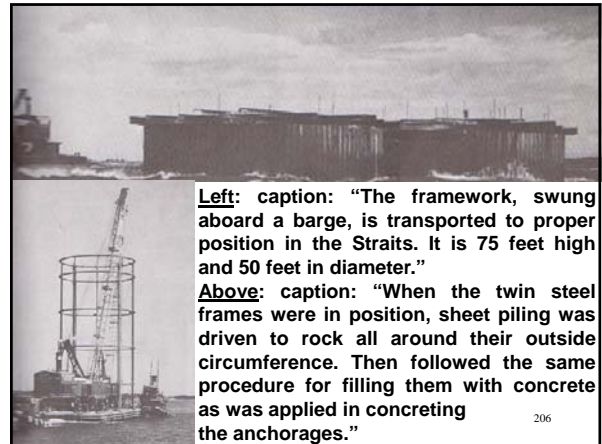 Left: caption: “The framework, swung
aboard a barge, is transported to proper
position in the Straits. It is 75 feet high
and 50 feet in diameter.”
Above: caption: “When the twin steel
frames were in position, sheet piling was
driven to rock all around their outside
circumference. Then followed the same
procedure for filling them with concrete
as was applied in concreting
the anchorages.”
206